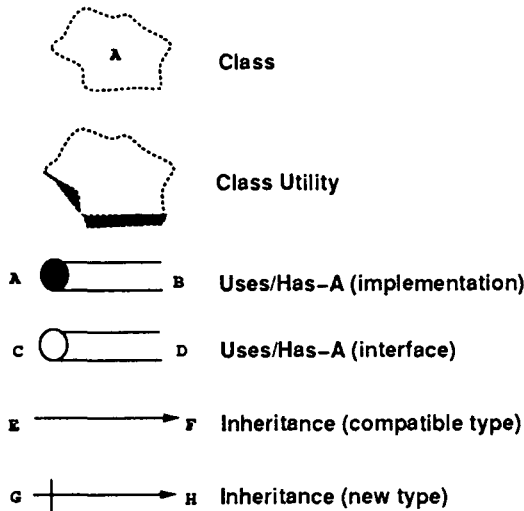 A Class
Class Utility
A B Uses/Has–A (implementation)
C D Uses/Has–A (interface)
E F Inheritance (compatible type)
G H Inheritance (new type)